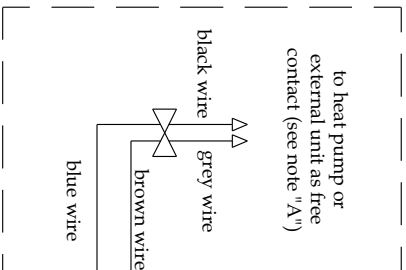 to heat pump or
external unit as free
contact (see note "A")
black wire
grey wire
brown wire
blue wire